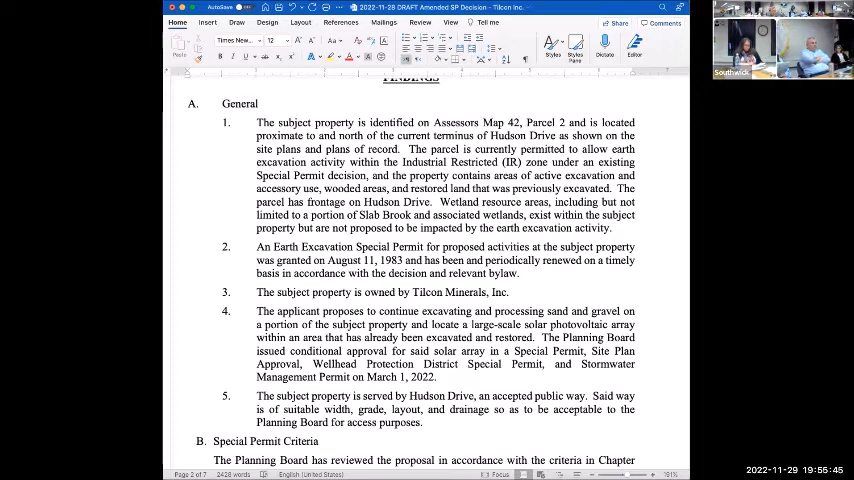 AutoSave OFF 2022-11-28 DRAFT Amended SP Decision - Tilcon Inc.
Home Insert Draw Design Layout References Mailings Review View Tell me Share Comments
Paste Times New... 12 Styles Styles Pane Dictate Editor
FINDINGS
A. General
1. The subject property is identified on Assessors Map 42, Parcel 2 and is located
proximate to and north of the current terminus of Hudson Drive as shown on the
site plans and plans of record. The parcel is currently permitted to allow earth
excavation activity within the Industrial Restricted (IR) zone under an existing
Special Permit decision, and the property contains areas of active excavation and
accessory use, wooded areas, and restored land that was previously excavated. The
parcel has frontage on Hudson Drive. Wetland resource areas, including but not
limited to a portion of Slab Brook and associated wetlands, exist within the subject
property but are not proposed to be impacted by the earth excavation activity.
2. An Earth Excavation Special Permit for proposed activities at the subject property
was granted on August 11, 1983 and has been and periodically renewed on a timely
basis in accordance with the decision and relevant bylaw.
3. The subject property is owned by Tilcon Minerals, Inc.
4. The applicant proposes to continue excavating and processing sand and gravel on
a portion of the subject property and locate a large-scale solar photovoltaic array
within an area that has already been excavated and restored. The Planning Board
issued conditional approval for said solar array in a Special Permit, Site Plan
Approval, Wellhead Protection District Special Permit, and Stormwater
Management Permit on March 1, 2022.
5. The subject property is served by Hudson Drive, an accepted public way. Said way
is of suitable width, grade, layout, and drainage so as to be acceptable to the
Planning Board for access purposes.
B. Special Permit Criteria
The Planning Board has reviewed the proposal in accordance with the criteria in Chapter
Page 2 of 7 2428 words English (United States) Focus 191%
Southwick
2022-11-29 19:55:45